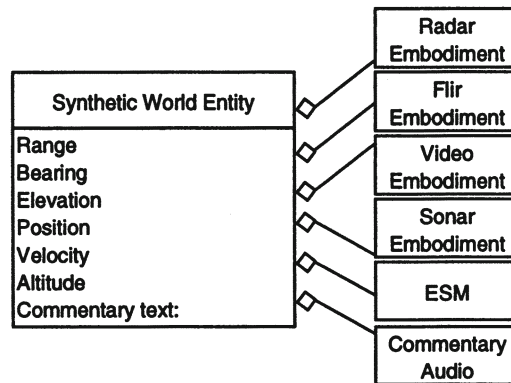 Synthetic World Entity
Range
Bearing
Elevation
Position
Velocity
Altitude
Commentary text:
Radar
Embodiment
Flir
Embodiment
Video
Embodiment
Sonar
Embodiment
ESM
Commentary
Audio